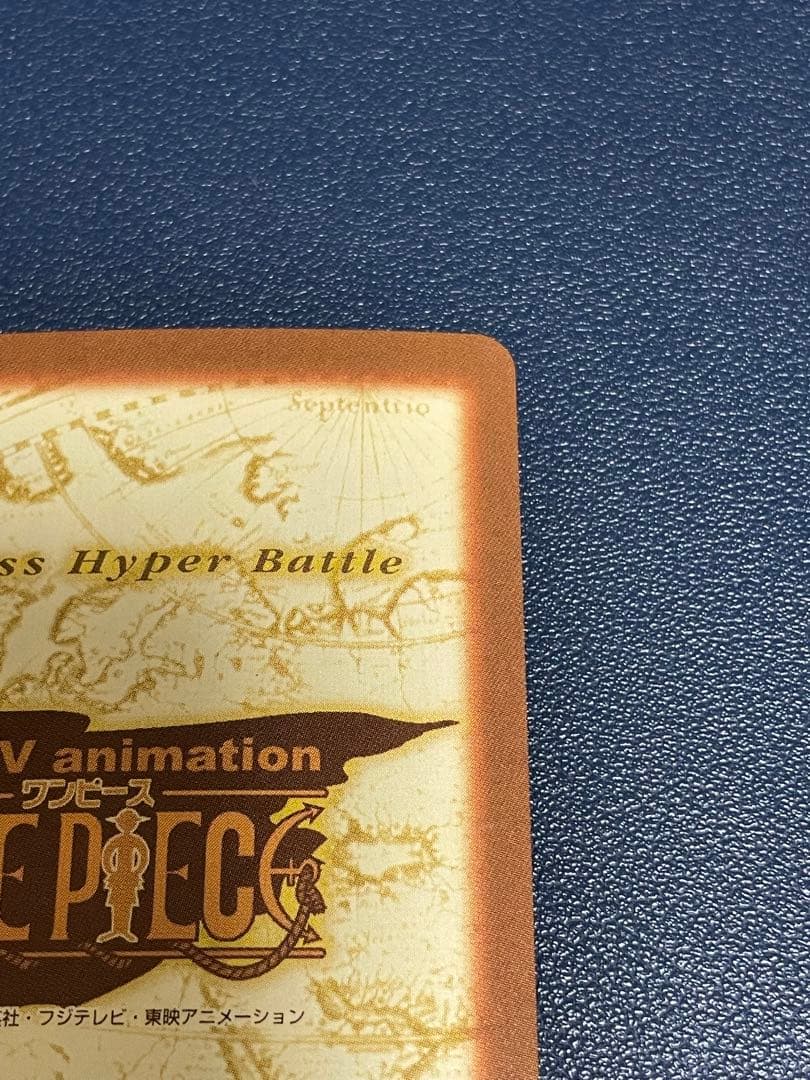 Septentrio
ss Hyper Battle
V animation
ワンピース
E PIECE
社・フジテレビ・東映アニメーション